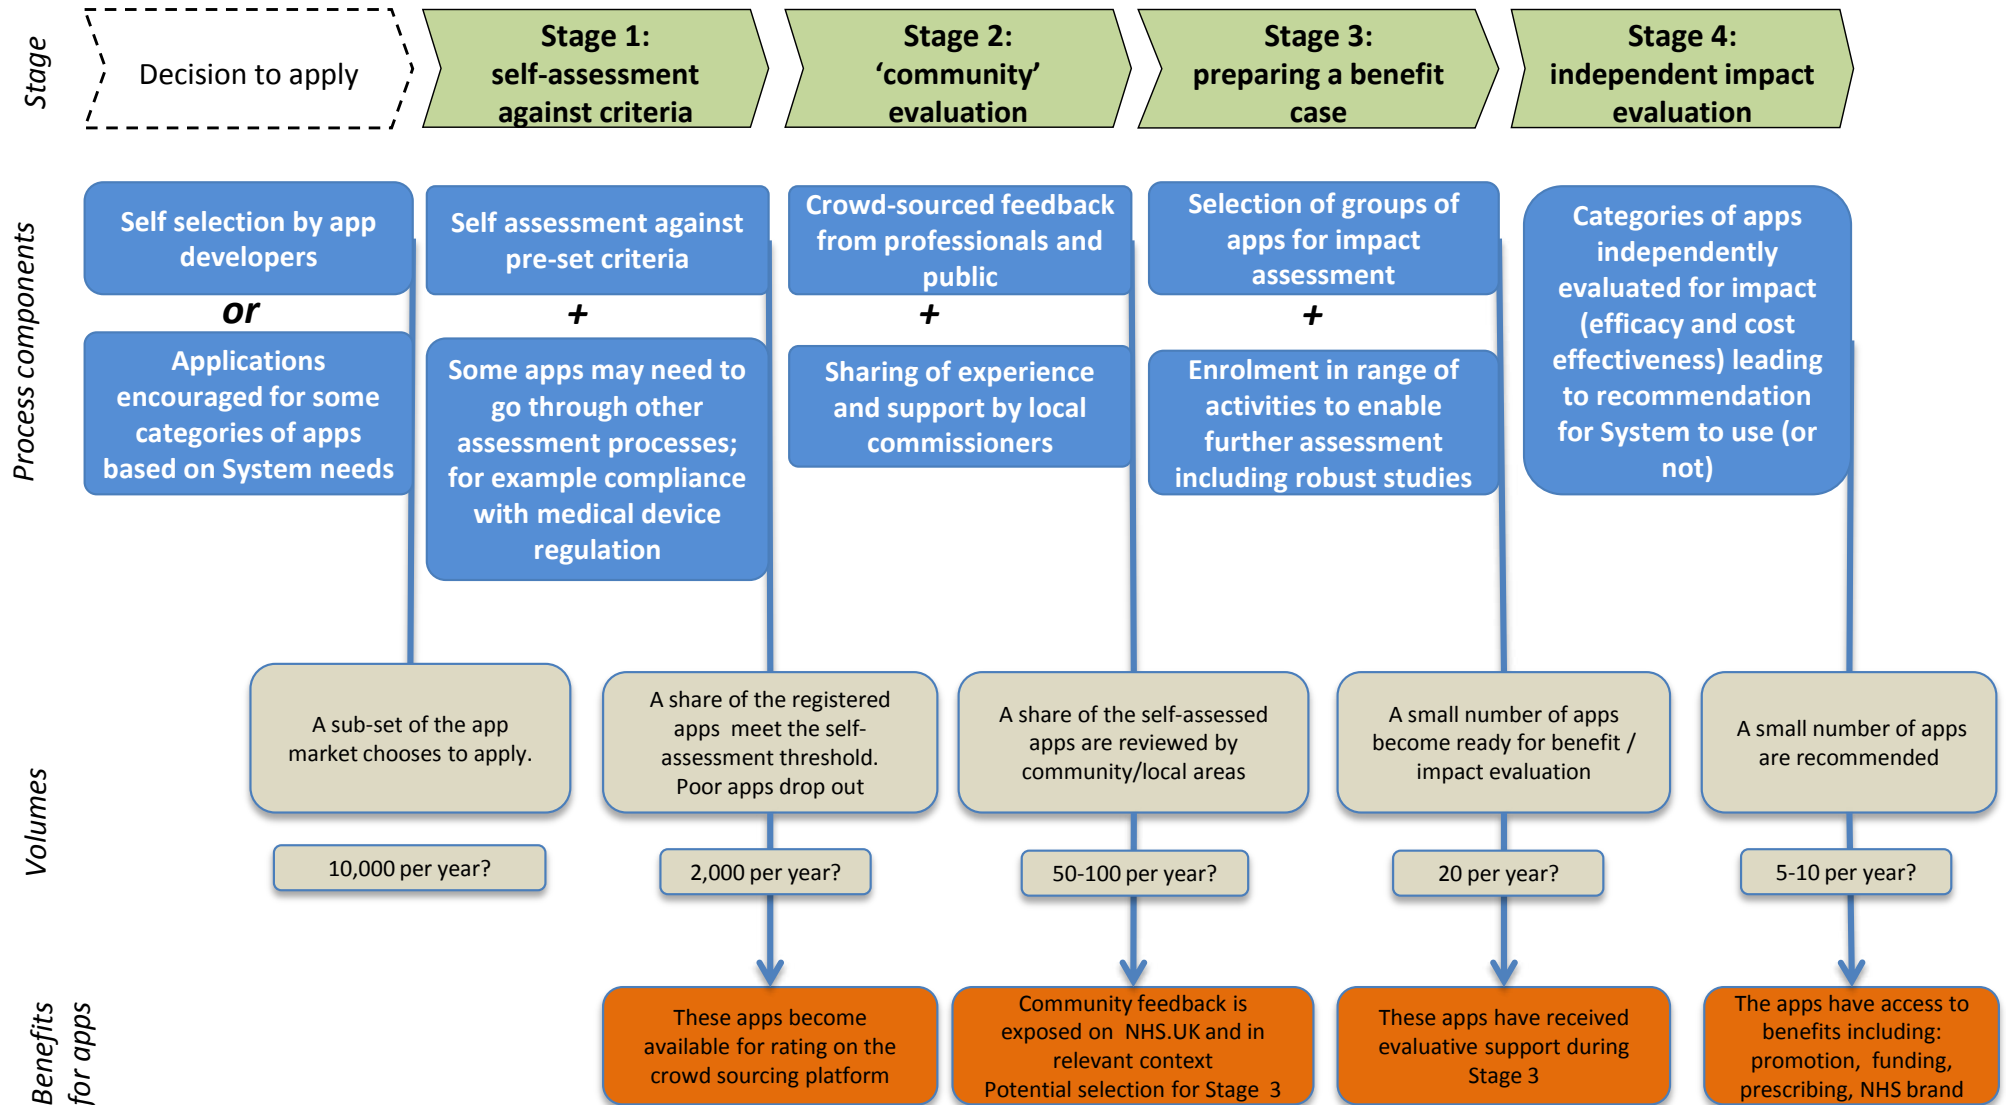 Stage
Decision to apply
Stage 1:
self-assessment
against criteria
Stage 2:
‘community’
evaluation
Stage 3:
preparing a benefit
case
Stage 4:
independent impact
evaluation
Process components
Self selection by app
developers
or
Applications
encouraged for some
categories of apps
based on System needs
Self assessment against
pre-set criteria
+
Some apps may need to
go through other
assessment processes;
for example compliance
with medical device
regulation
Crowd-sourced feedback
from professionals and
public
+
Sharing of experience
and support by local
commissioners
Selection of groups of
apps for impact
assessment
+
Enrolment in range of
activities to enable
further assessment
including robust studies
Categories of apps
independently
evaluated for impact
(efficacy and cost
effectiveness) leading
to recommendation
for System to use (or
not)
Volumes
A sub-set of the app
market chooses to apply.
A share of the registered
apps  meet the self-
assessment threshold.
Poor apps drop out
A share of the self-assessed
apps are reviewed by
community/local areas
A small number of apps
become ready for benefit /
impact evaluation
A small number of apps
are recommended
10,000 per year?
2,000 per year?
50-100 per year?
20 per year?
5-10 per year?
Benefits
for apps
These apps become
available for rating on the
crowd sourcing platform
Community feedback is
exposed on  NHS.UK and in
relevant context
Potential selection for Stage  3
These apps have received
evaluative support during
Stage 3
The apps have access to
benefits including:
promotion,  funding,
prescribing, NHS brand